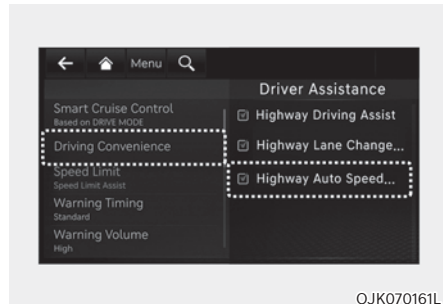 Menu
Driver Assistance
Smart Cruise Control
Based on DRIVE MODE
Driving Convenience
Speed Limit
Speed Limit Assist
Warning Timing
Standard
Warning Volume
High
Highway Driving Assist
Highway Lane Change...
Highway Auto Speed...
OJK070161L